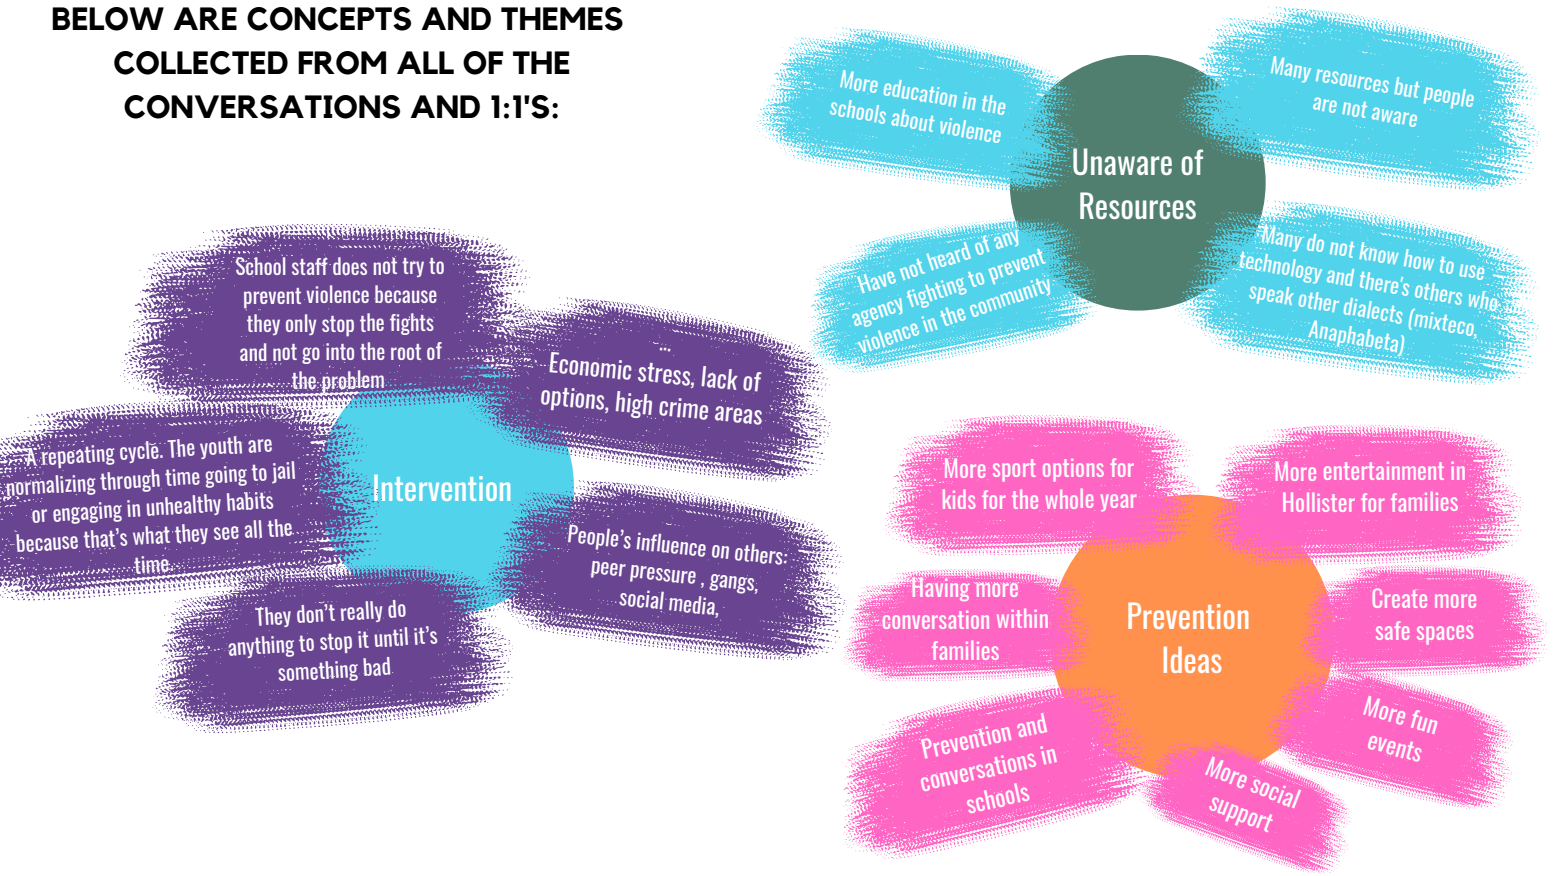 BELOW ARE CONCEPTS AND THEMES
COLLECTED FROM ALL OF THE
CONVERSATIONS AND 1:1'S:
School staff does not try to
prevent violence because
they only stop the fights
and not go into the root of
the problem
...
Economic stress, lack of
options, high crime areas
A repeating cycle. The youth are
normalizing through time going to jail
or engaging in unhealthy habits
because that’s what they see all the
time.
Intervention
People’s influence on others:
peer pressure , gangs,
social media,
They don’t really do
anything to stop it until it’s
something bad
More education in the
schools about violence
Many resources but people
are not aware
Unaware of
Resources
Have not heard of any
agency fighting to prevent
violence in the community
Many do not know how to use
technology and there's others who
speak other dialects (mixteco,
Anaphabeta)
More sport options for
kids for the whole year
More entertainment in
Hollister for families
Having more
conversation within
families
Prevention
Ideas
Create more
safe spaces
Prevention and
conversations in
schools
More social
support
More fun
events